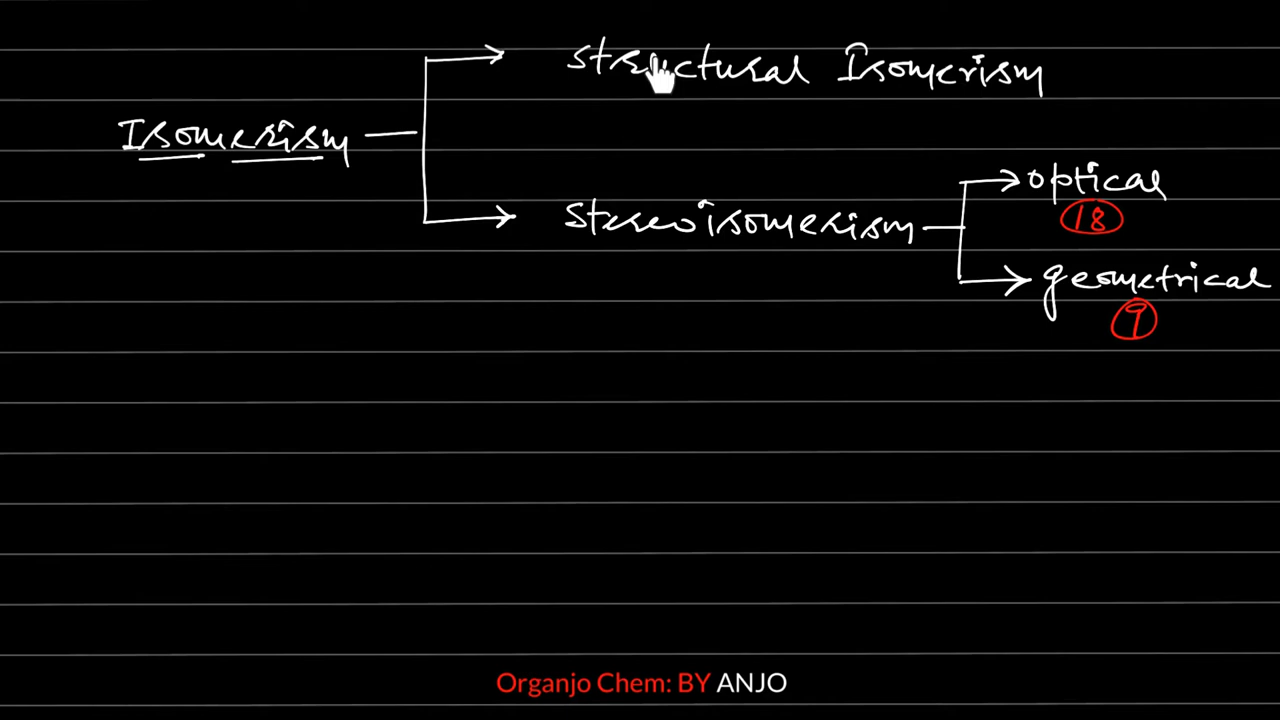 structural Isomerism
Isomerism
optical
18
stereoisomerism
geometrical
9
Organjo Chem: BY ANJO